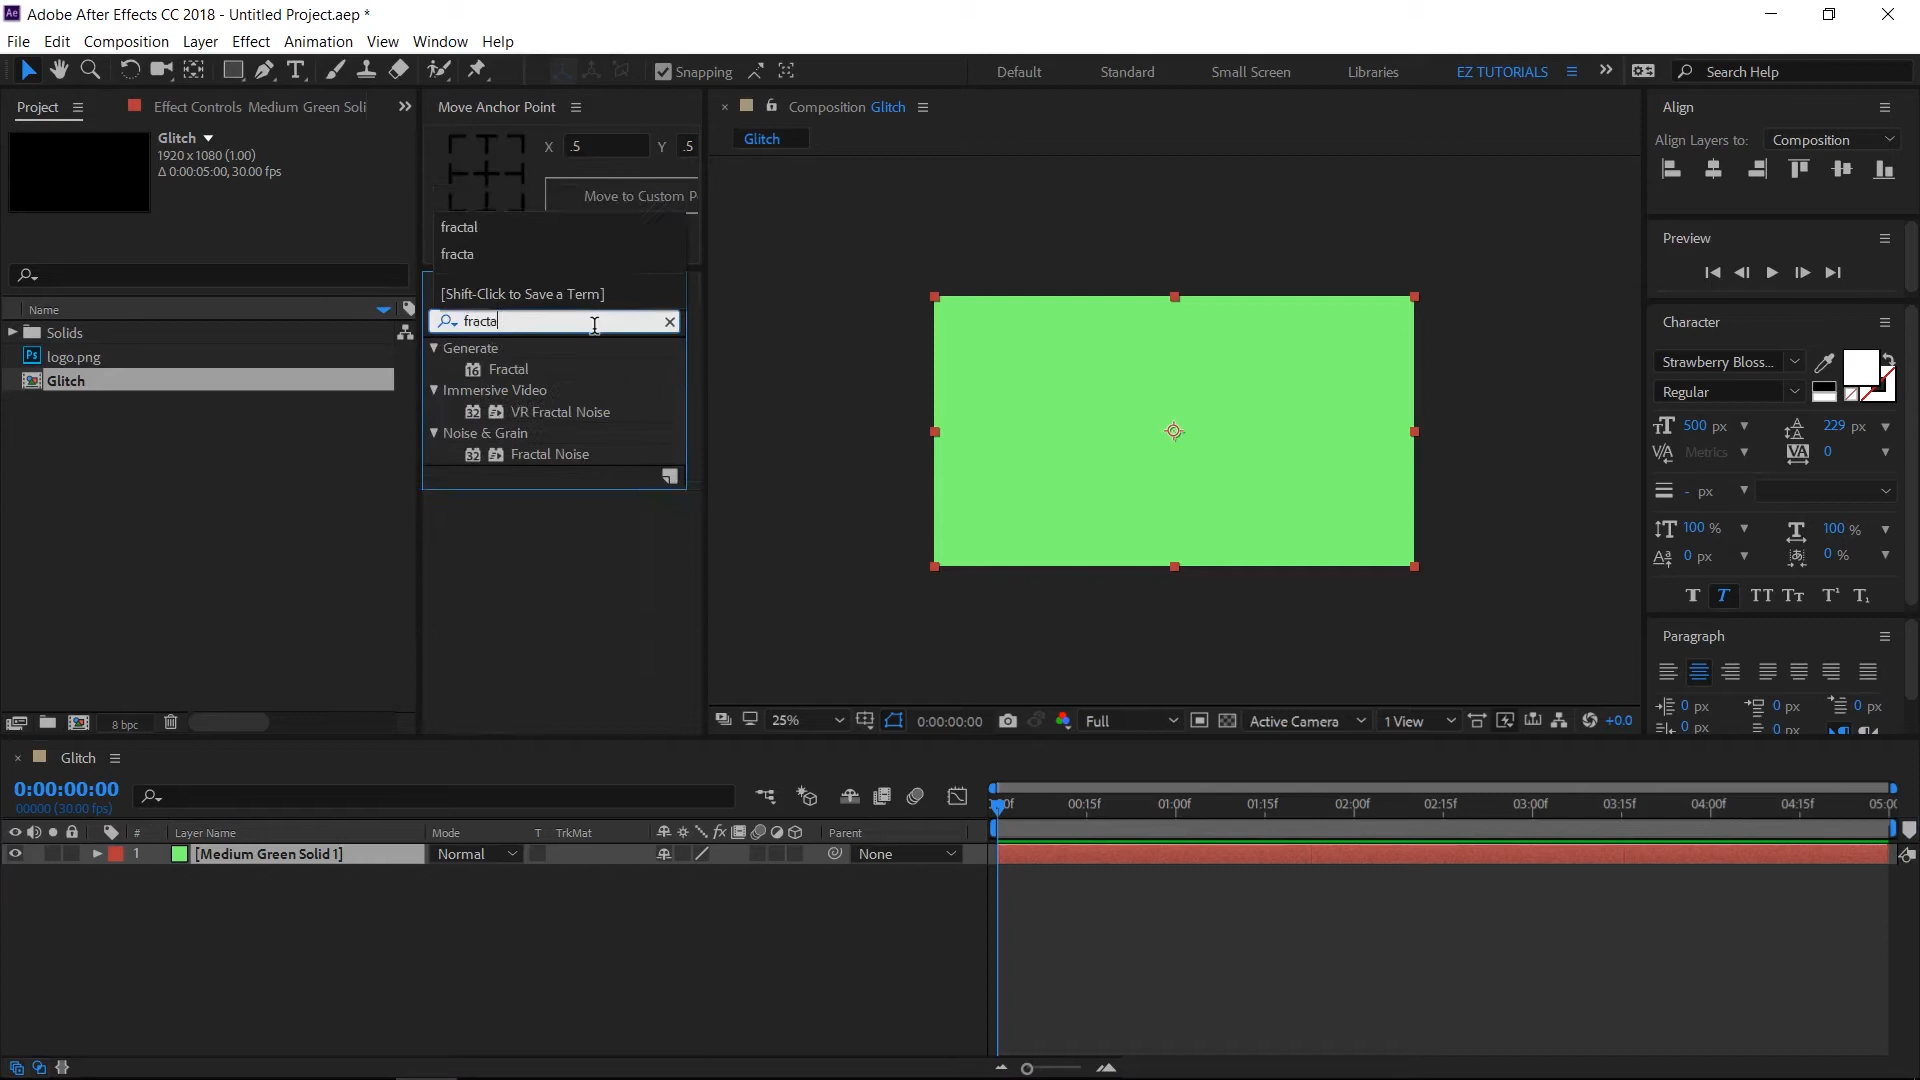 Adobe After Effects CC 2018 - Untitled Project.aep *
File Edit Composition Layer Effect Animation View Window Help
Snapping Default Standard Small Screen Libraries EZ TUTORIALS Search Help
Project Effect Controls Medium Green Soli
Glitch
1920 x 1080 (1.00)
Δ 0:00:05:00, 30.00 fps
Name
Solids
logo.png
Glitch
8 bpc
Move Anchor Point
X .5 Y .5
Move to Custom P
fractal
fracta
[Shift-Click to Save a Term]
fracta
Generate
Fractal
Immersive Video
VR Fractal Noise
Noise & Grain
Fractal Noise
Composition Glitch
Glitch
25% 0:00:00:00 Full Active Camera 1 View +0.0
Align
Align Layers to: Composition
Preview
Character
Strawberry Bloss...
Regular
500 px 229 px
Metrics 0
- px
100 % 100 %
0 px 0 %
Paragraph
0 px 0 px 0 px
0 px 0 px
Glitch
0:00:00:00
00000 (30.00 fps)
# Layer Name Mode T TrkMat Parent
1 [Medium Green Solid 1] Normal None
00:15f 01:00f 01:15f 02:00f 02:15f 03:00f 03:15f 04:00f 04:15f 05:00